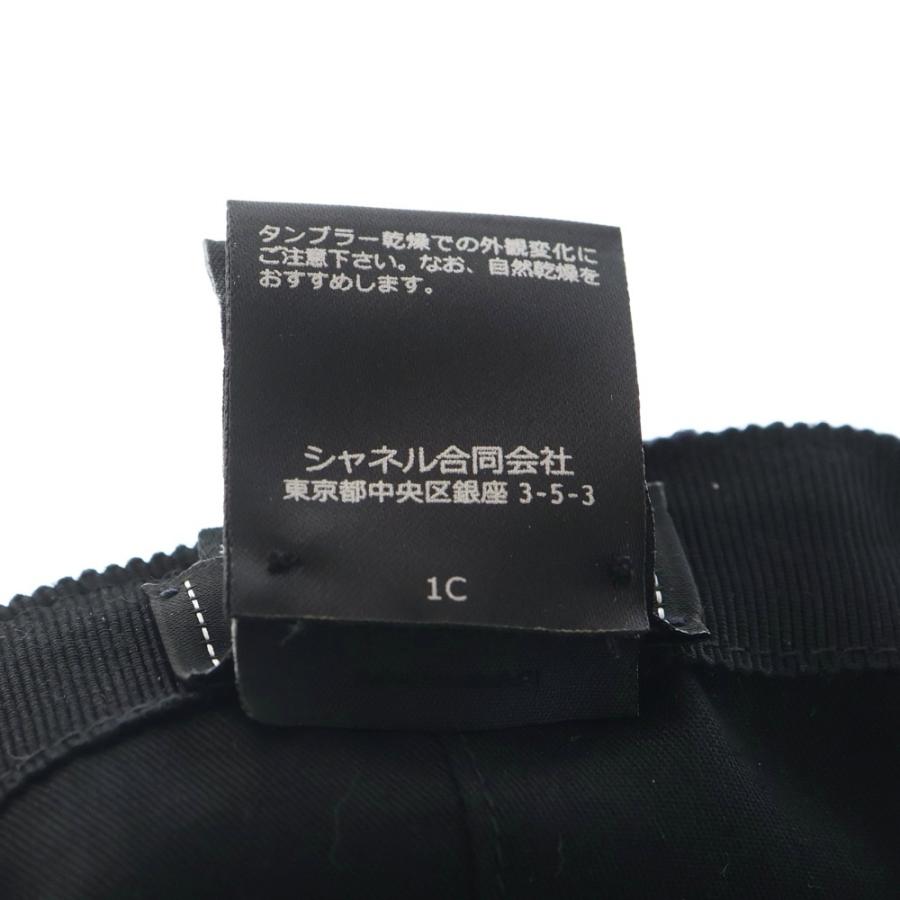 タンブラー乾燥での外観変化に
ご注意下さい。なお、自然乾燥を
おすすめします。
シャネル合同会社
東京都中央区銀座 3-5-3
1C